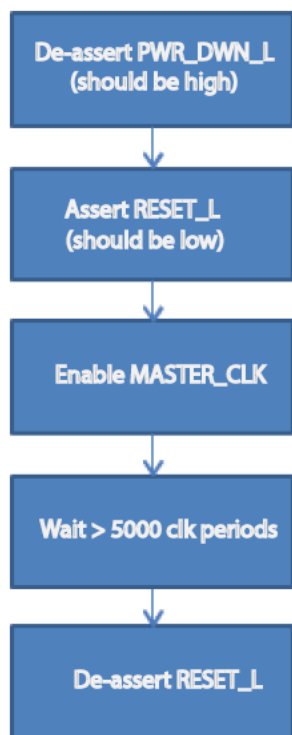 De-assert PWR_DWN_L
(should be high)
Assert RESET_L
(should be low)
Enable MASTER_CLK
Wait > 5000 clk periods
De-assert RESET_L